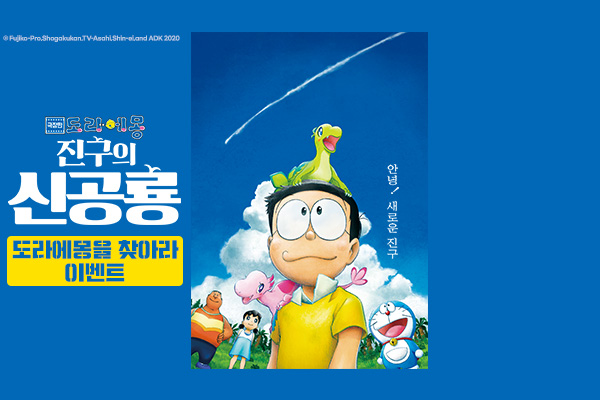 © Fujiko-Pro,Shogakukan,TV-Asahi,Shin-ei,and ADK 2020
극장판 도라에몽
진구의
신공룡
도라에몽을 찾아라
이벤트
안녕! 새로운 진구